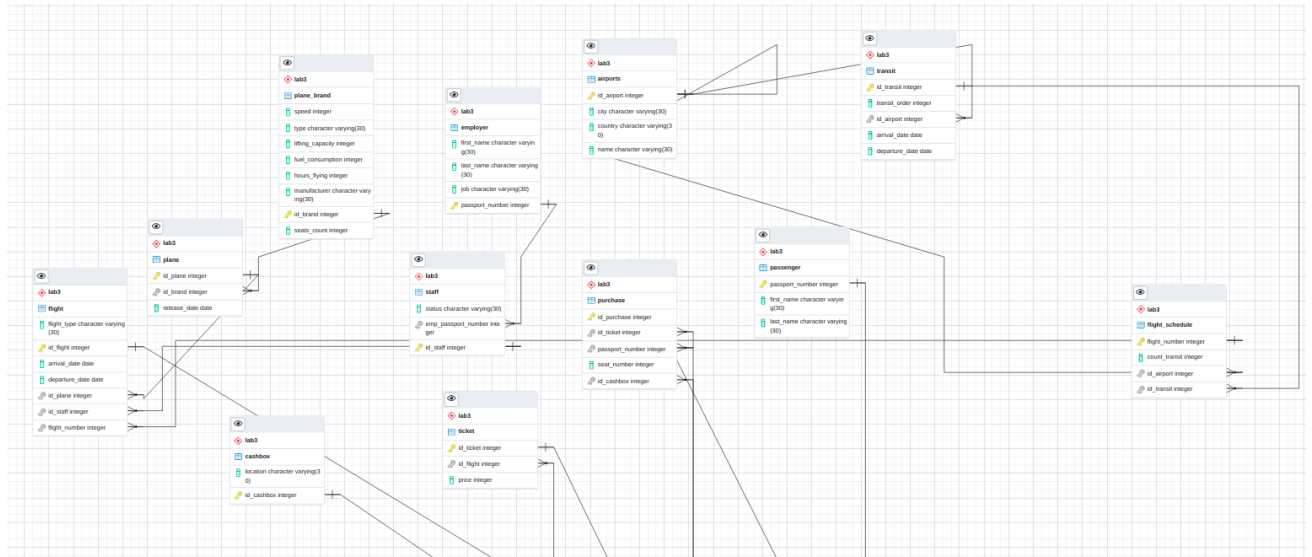 lab3
plane_brand
speed integer
type character varying(30)
lifting_capacity integer
fuel_consumption integer
hours_flying integer
manufacturer character vary
ing(30)
id_brand integer
seats_count integer
lab3
employer
first_name character varyin
g(30)
last_name character varying
(30)
job character varying(30)
passport_number integer
lab3
airports
id_airport integer
city character varying(30)
country character varying(3
0)
name character varying(30)
lab3
transit
id_transit integer
transit_order integer
id_airport integer
arrival_date date
departure_date date
lab3
plane
id_plane integer
id_brand integer
release_date date
lab3
flight
flight_type character varying
(30)
id_flight integer
arrival_date date
departure_date date
id_plane integer
id_staff integer
flight_number integer
lab3
staff
status character varying(30)
emp_passport_number inte
ger
id_staff integer
lab3
purchase
id_purchase integer
id_ticket integer
passport_number integer
seat_number integer
id_cashbox integer
lab3
passenger
passport_number integer
first_name character varyin
g(30)
last_name character varying
(30)
lab3
flight_schedule
flight_number integer
count_transit integer
id_airport integer
id_transit integer
lab3
cashbox
location character varying(3
0)
id_cashbox integer
lab3
ticket
id_ticket integer
id_flight integer
price integer